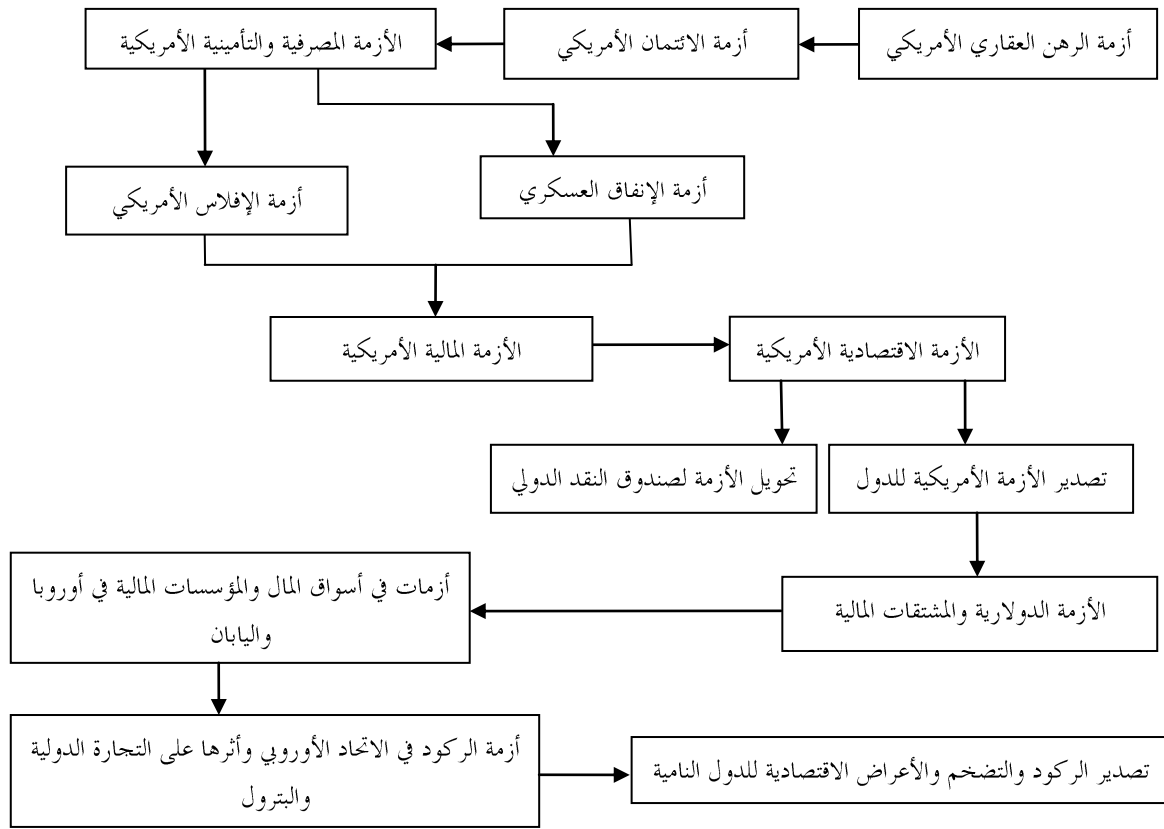 أزمة الرهن العقاري الأمريكي
أزمة الائتمان الأمريكي
الأزمة المصرفية والتأمينية الأمريكية
أزمة الإنفاق العسكري
أزمة الإفلاس الأمريكي
الأزمة المالية الأمريكية
الأزمة الاقتصادية الأمريكية
تصدير الأزمة الأمريكية للدول
تحويل الأزمة لصندوق النقد الدولي
الأزمة الدولارية والمشتقات المالية
أزمات في أسواق المال والمؤسسات المالية في أوروبا
واليابان
أزمة الركود في الاتحاد الأوروبي وأثرها على التجارة الدولية
والبترول
تصدير الركود والتضخم والأعراض الاقتصادية للدول النامية